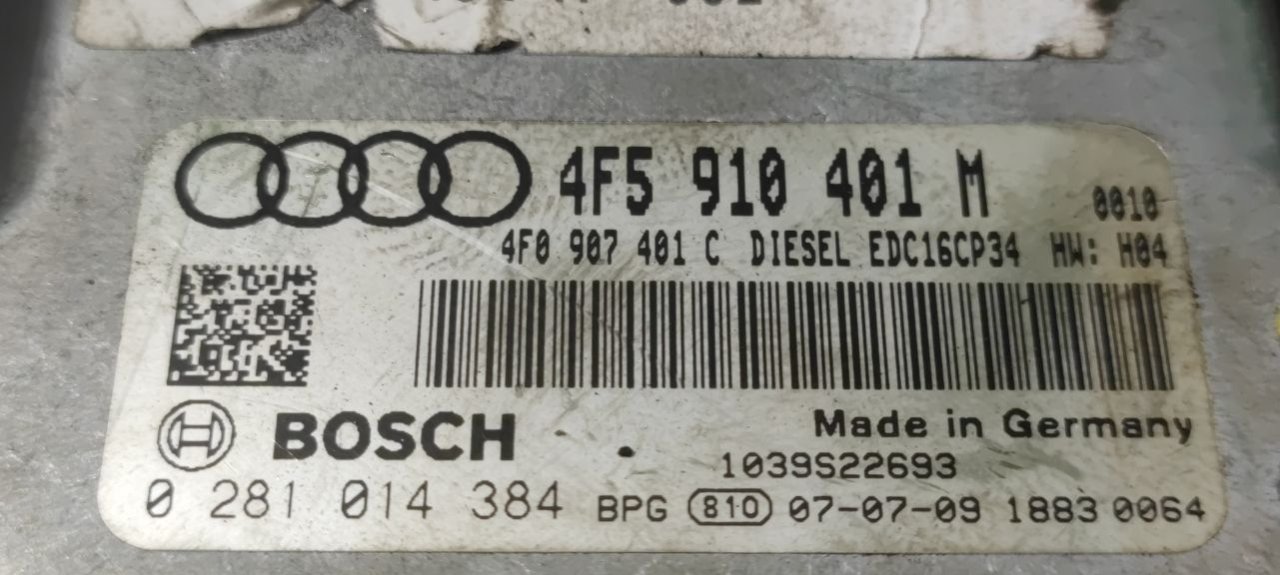 4F5 910 401 M 0010
4F0 907 401 C DIESEL EDC16CP34 HW: H04
BOSCH
Made in Germany
1039S22693
0 281 014 384 BPG 810 07-07-09 1883 0064